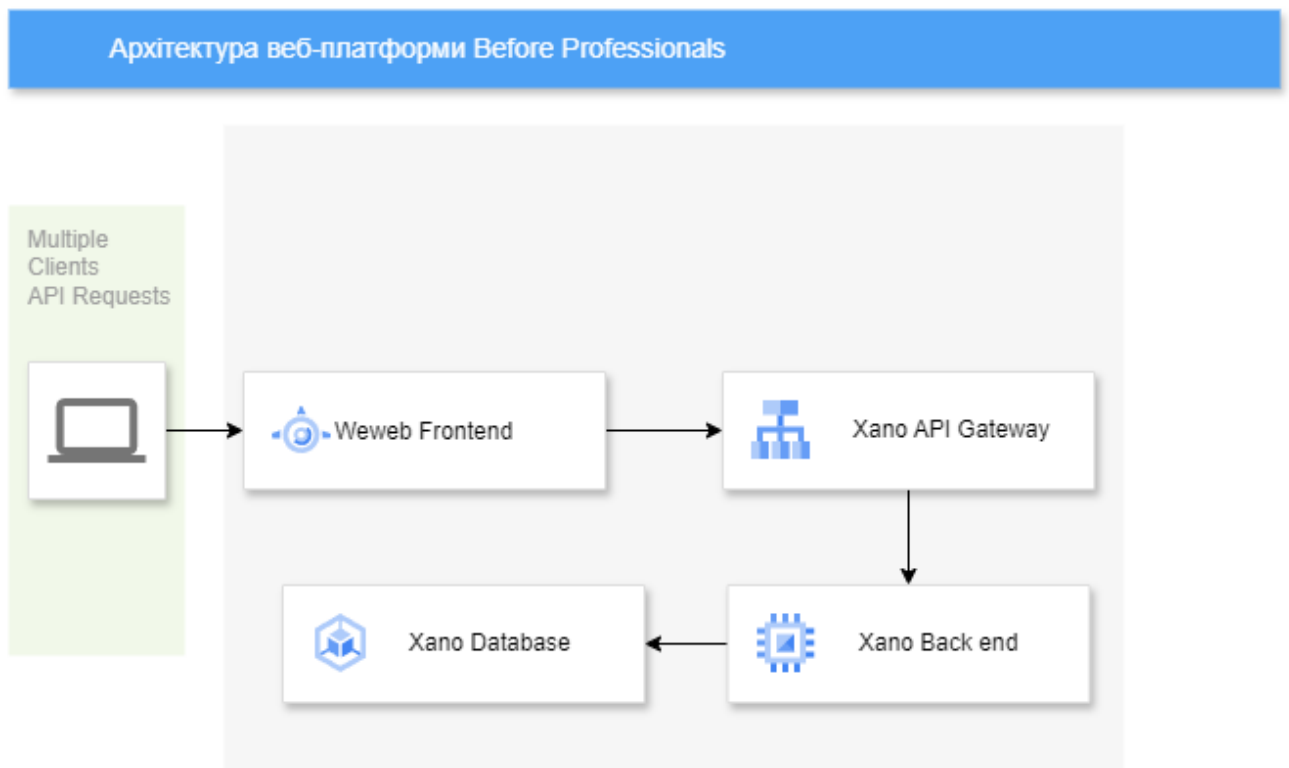 Архітектура веб-платформи Before Professionals
Multiple
Clients
API Requests
Weweb Frontend
Xano API Gateway
Xano Database
Xano Back end